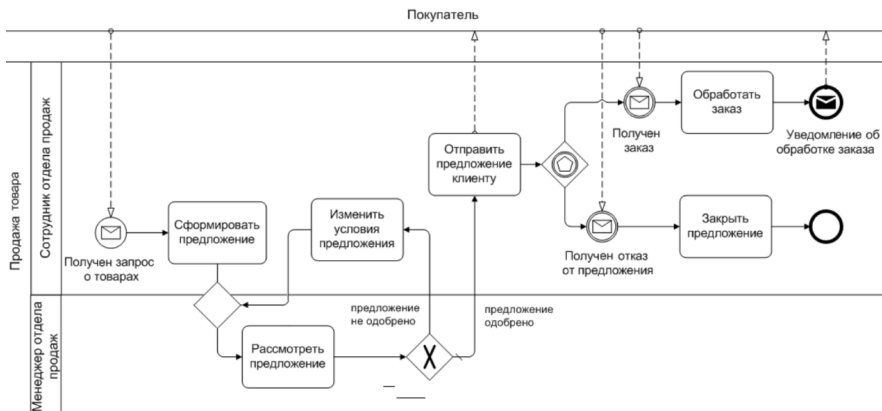 Покупатель
Продажа товара
Сотрудник отдела продаж
Менеджер отдела
продаж
Получен запрос
о товарах
Сформировать
предложение
Изменить
условия
предложения
Рассмотреть
предложение
предложение
не одобрено
предложение
одобрено
Отправить
предложение
клиенту
Получен
заказ
Обработать
заказ
Уведомление об
обработке заказа
Получен отказ
от предложения
Закрыть
предложение